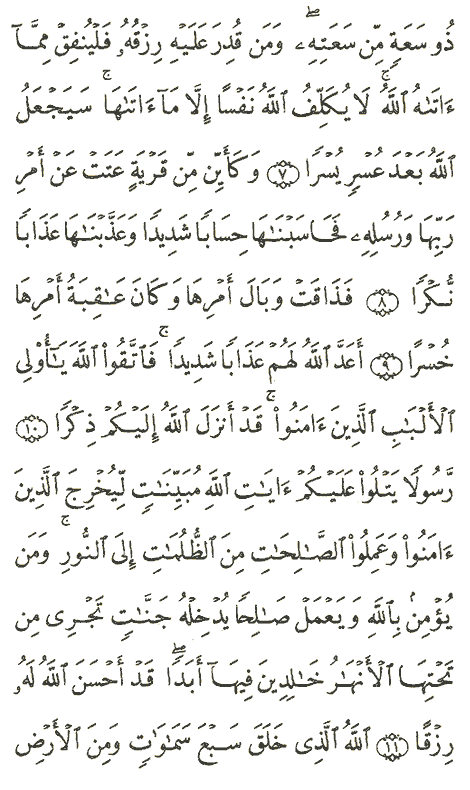 ذُو سَعَةٍ مِّن سَعَتِهِۦۖ وَمَن قُدِرَ عَلَيْهِ رِزْقُهُۥ فَلْيُنفِقْ مِمَّآ
ءَاتَىٰهُ ٱللَّهُۚ لَا يُكَلِّفُ ٱللَّهُ نَفْسًا إِلَّا مَآ ءَاتَىٰهَاۚ سَيَجْعَلُ
ٱللَّهُ بَعْدَ عُسْرٍ يُسْرًا ٧ وَكَأَيِّن مِّن قَرْيَةٍ عَتَتْ عَنْ أَمْرِ
رَبِّهَا وَرُسُلِهِۦ فَحَاسَبْنَٰهَا حِسَابًا شَدِيدًا وَعَذَّبْنَٰهَا عَذَابًا
نُّكْرًا ٨ فَذَاقَتْ وَبَالَ أَمْرِهَا وَكَانَ عَٰقِبَةُ أَمْرِهَا
خُسْرًا ٩ أَعَدَّ ٱللَّهُ لَهُمْ عَذَابًا شَدِيدًاۖ فَٱتَّقُوا۟ ٱللَّهَ يَٰٓأُو۟لِى
ٱلْأَلْبَٰبِ ٱلَّذِينَ ءَامَنُوا۟ۚ قَدْ أَنزَلَ ٱللَّهُ إِلَيْكُمْ ذِكْرًا ١٠
رَّسُولًا يَتْلُوا۟ عَلَيْكُمْ ءَايَٰتِ ٱللَّهِ مُبَيِّنَٰتٍ لِّيُخْرِجَ ٱلَّذِينَ
ءَامَنُوا۟ وَعَمِلُوا۟ ٱلصَّٰلِحَٰتِ مِنَ ٱلظُّلُمَٰتِ إِلَى ٱلنُّورِۚ وَمَن
يُؤْمِنۢ بِٱللَّهِ وَيَعْمَلْ صَٰلِحًا يُدْخِلْهُ جَنَّٰتٍ تَجْرِى مِن
تَحْتِهَا ٱلْأَنْهَٰرُ خَٰلِدِينَ فِيهَآ أَبَدًاۖ قَدْ أَحْسَنَ ٱللَّهُ لَهُۥ
رِزْقًا ١١ ٱللَّهُ ٱلَّذِى خَلَقَ سَبْعَ سَمَٰوَٰتٍ وَمِنَ ٱلْأَرْضِ